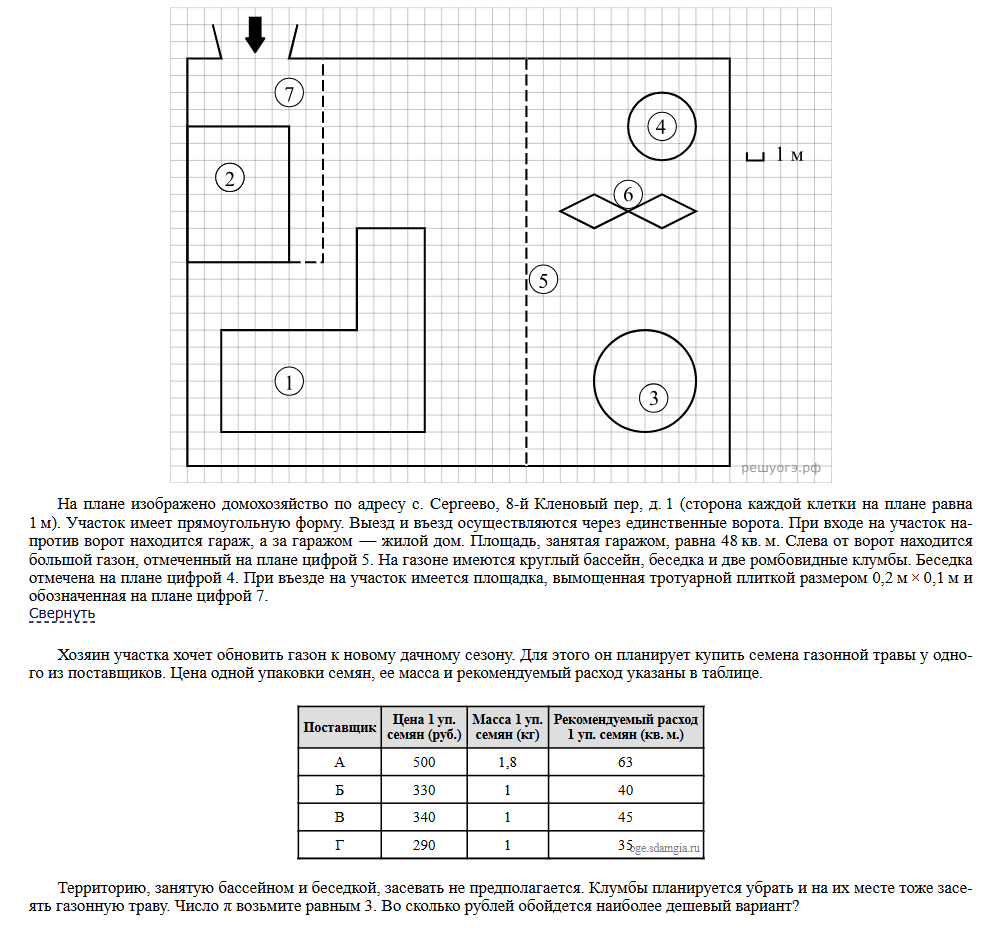 7
4
1 м
2
6
5
1
3
решуогэ.рф
На плане изображено домохозяйство по адресу с. Сергеево, 8-й Кленовый пер, д. 1 (сторона каждой клетки на плане равна
1 м). Участок имеет прямоугольную форму. Выезд и въезд осуществляются через единственные ворота. При входе на участок на-
против ворот находится гараж, а за гаражом — жилой дом. Площадь, занятая гаражом, равна 48 кв. м. Слева от ворот находится
большой газон, отмеченный на плане цифрой 5. На газоне имеются круглый бассейн, беседка и две ромбовидные клумбы. Беседка
отмечена на плане цифрой 4. При въезде на участок имеется площадка, вымощенная тротуарной плиткой размером 0,2 м × 0,1 м и
обозначенная на плане цифрой 7.
Свернуть
Хозяин участка хочет обновить газон к новому дачному сезону. Для этого он планирует купить семена газонной травы у одно-
го из поставщиков. Цена одной упаковки семян, ее масса и рекомендуемый расход указаны в таблице.
Поставщик Цена 1 уп. семян (руб.) Масса 1 уп. семян (кг) Рекомендуемый расход 1 уп. семян (кв. м.)
А 500 1,8 63
Б 330 1 40
В 340 1 45
Г 290 1 35
oge.sdamgia.ru
Территорию, занятую бассейном и беседкой, засевать не предполагается. Клумбы планируется убрать и на их месте тоже засе-
ять газонную траву. Число π возьмите равным 3. Во сколько рублей обойдется наиболее дешевый вариант?